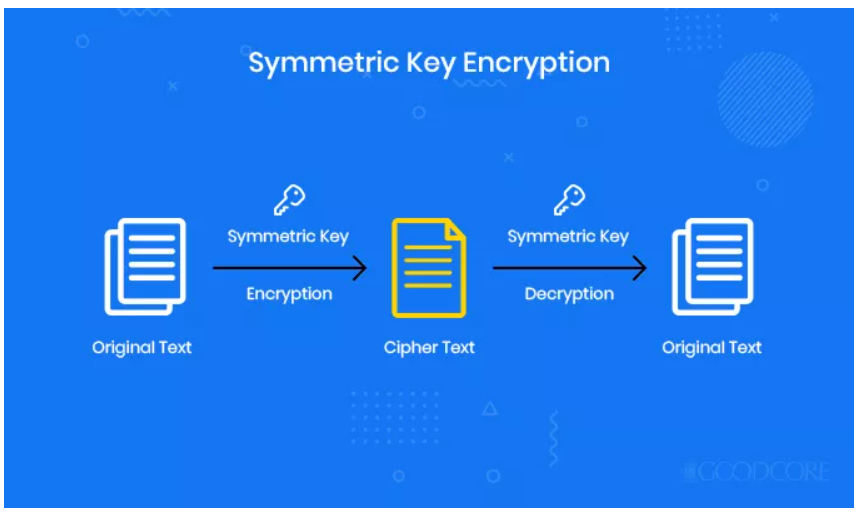 Symmetric Key Encryption
Symmetric Key
Symmetric Key
Encryption
Decryption
Original Text
Cipher Text
Original Text
GOODCORE